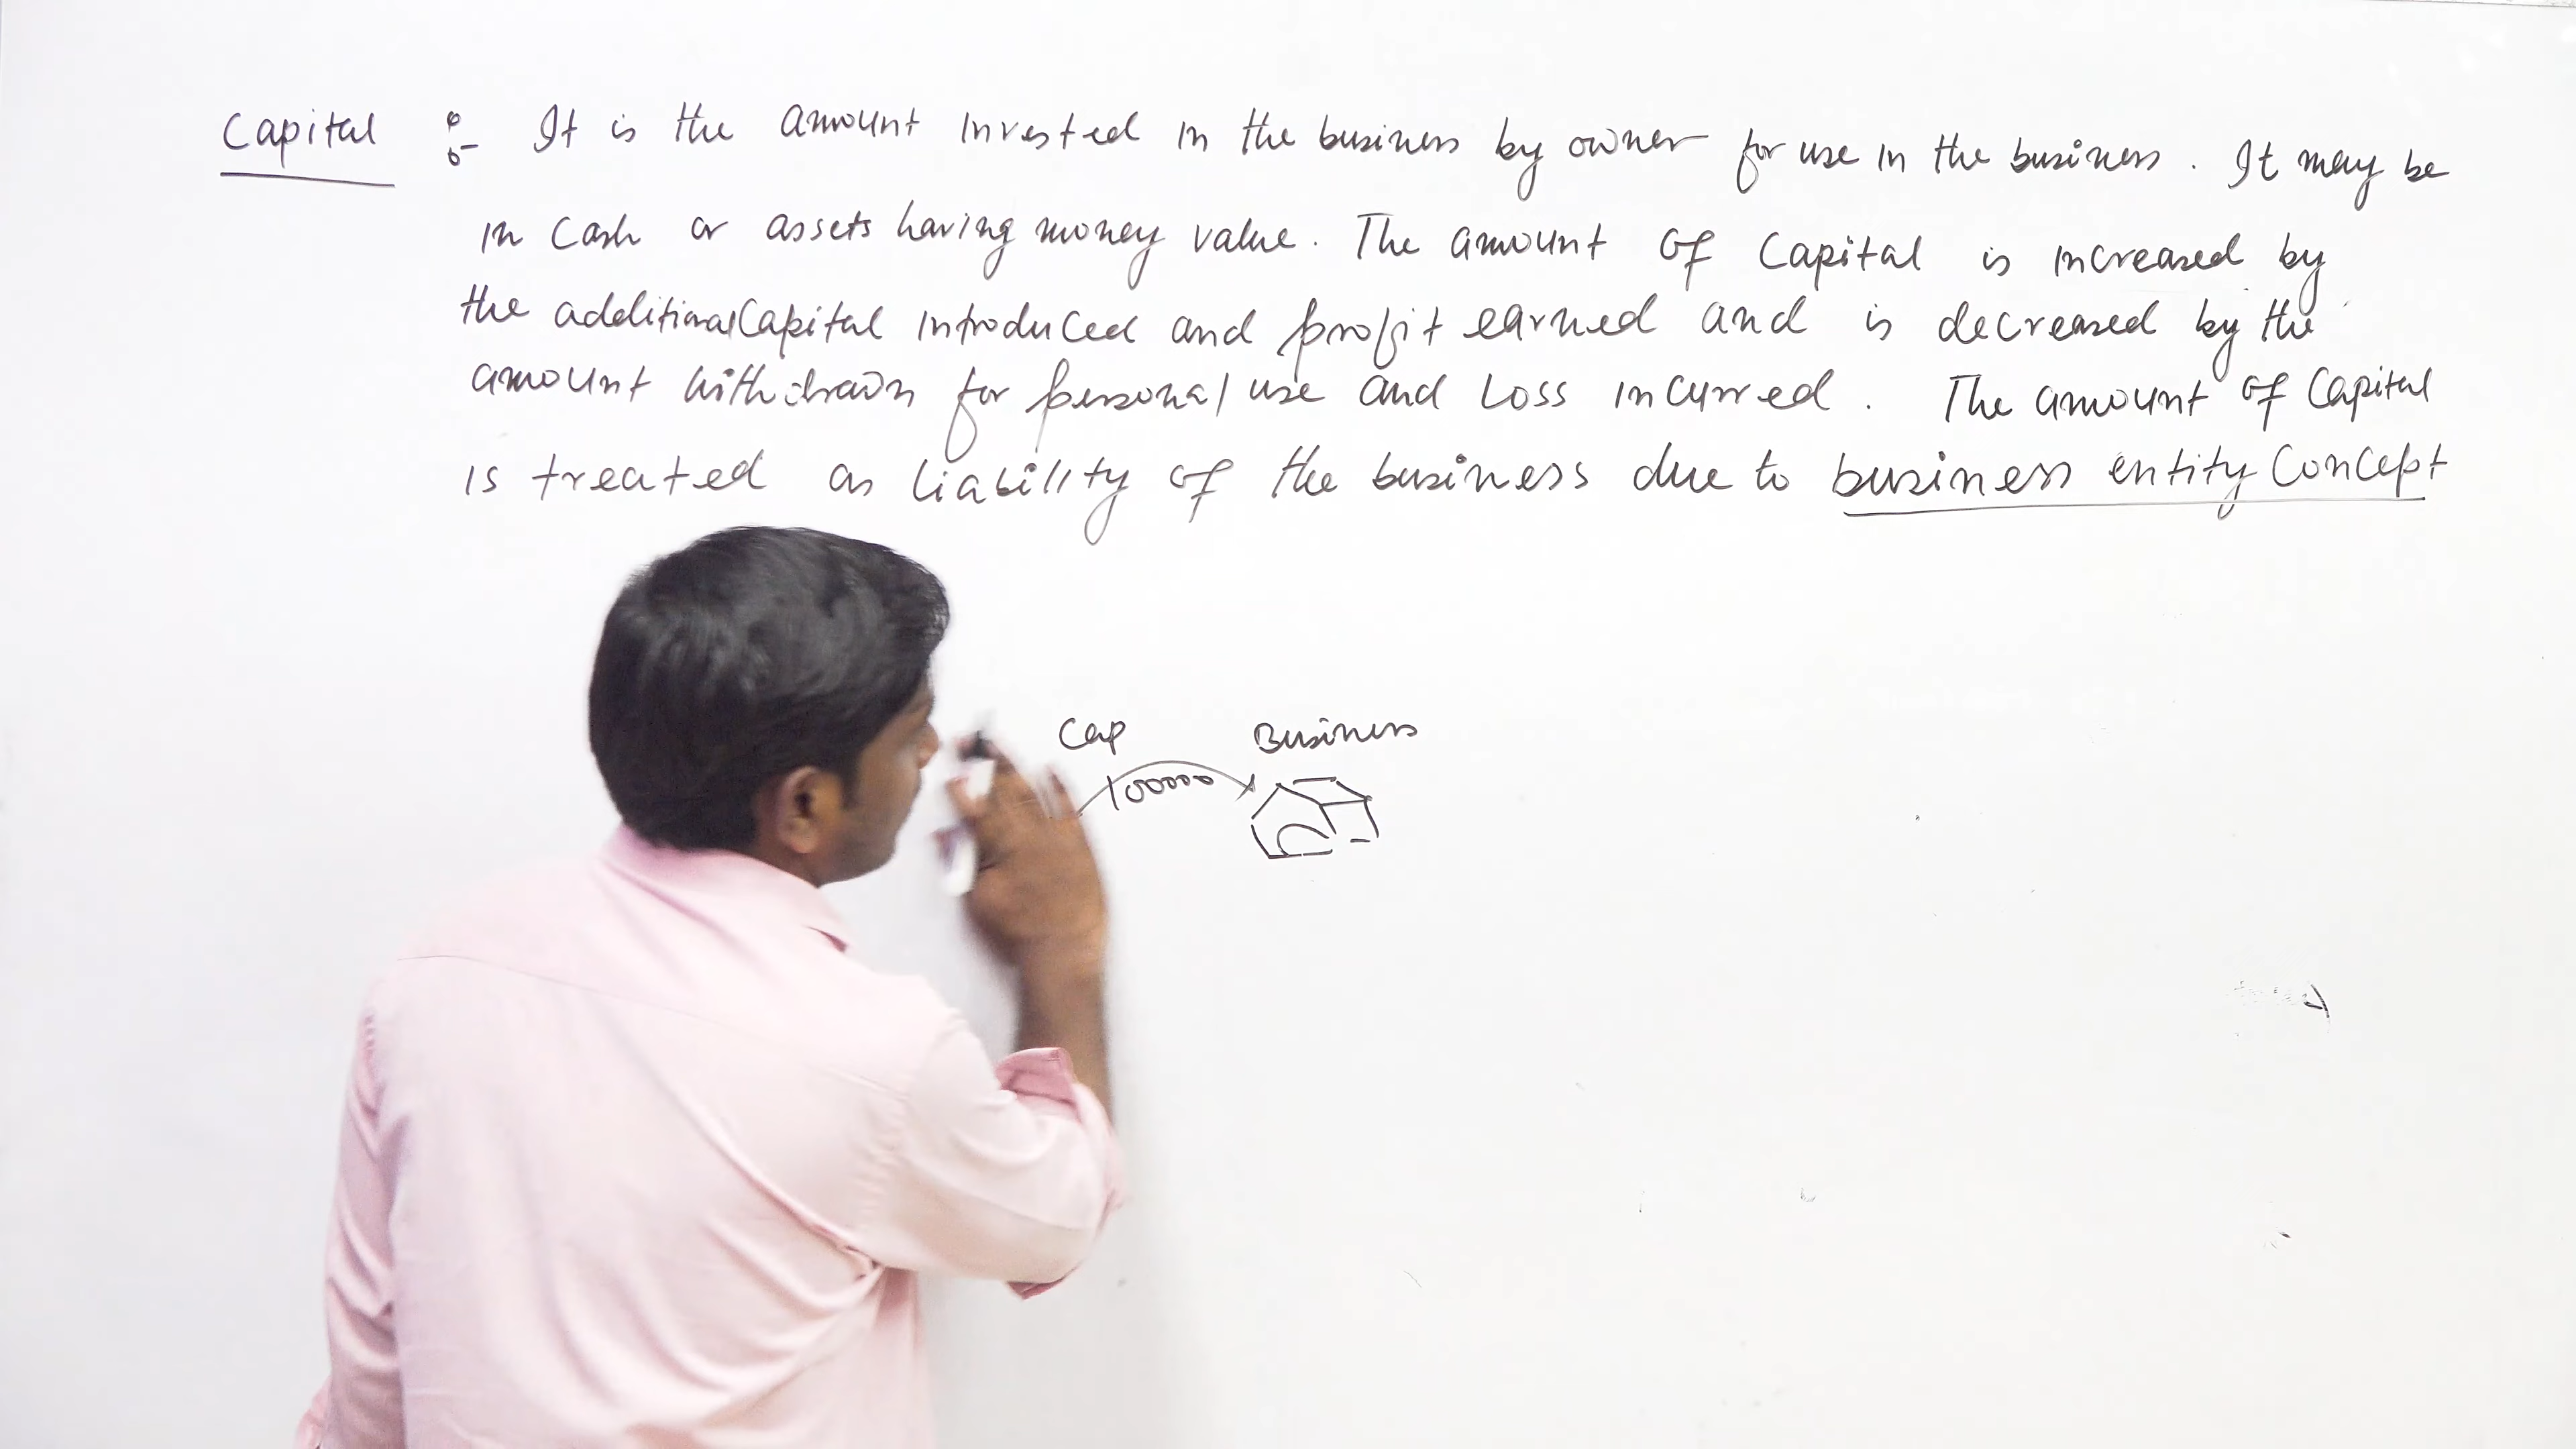 Capital :- It is the amount invested in the business by owner for use in the business. It may be
in cash or assets having money value. The amount of Capital is increased by
the additional Capital introduced and profit earned and is decreased by the
amount withdrawn for personal use and Loss incurred. The amount of Capital
is treated as liability of the business due to business entity Concept
Cap Business
100000